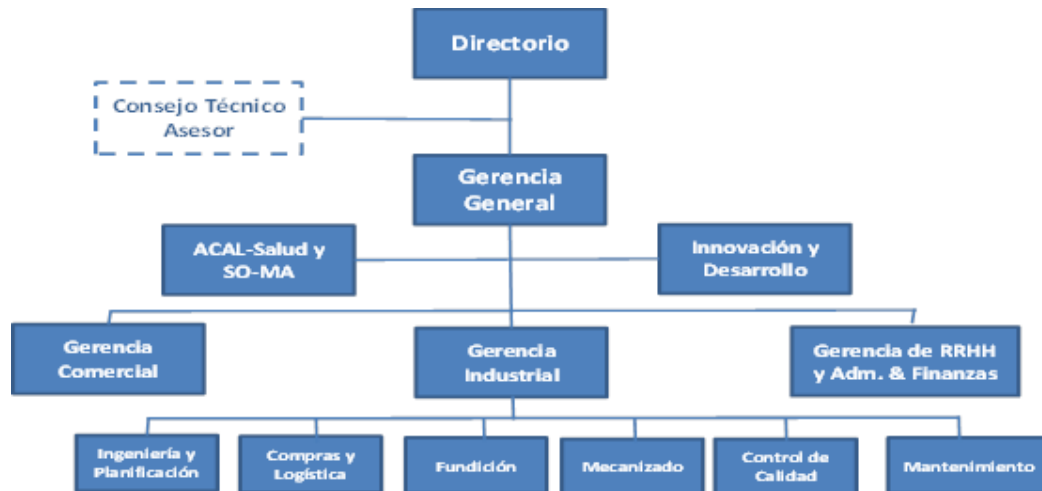 Directorio
Consejo Técnico
Asesor
Gerencia
General
ACAL-Salud y
SO-MA
Innovación y
Desarrollo
Gerencia
Comercial
Gerencia
Industrial
Gerencia de RRHH
y Adm. & Finanzas
Ingeniería y
Planificación
Compras y
Logística
Fundición
Mecanizado
Control de
Calidad
Mantenimiento